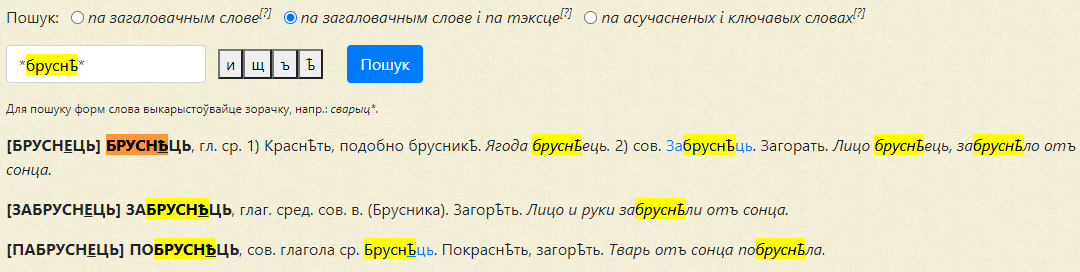 Пошук: па загаловачным слове[?] па загаловачным слове і па тэксце[?] па асучасненых і ключавых словах[?]
*бруснѣ* и щ ъ ѣ Пошук
Для пошуку форм слова выкарыстоўвайце зорачку, напр.: сварыц*.
[БРУСНЕЦЬ] БРУСНѢЦЬ, гл. ср. 1) Краснѣть, подобно брусникѣ. Ягода бруснѣець. 2) сов. Забруснѣць. Загорать. Лицо бруснѣець, забруснѣло отъ
сонца.
[ЗАБРУСНЕЦЬ] ЗАБРУСНѢЦЬ, глаг. сред. сов. в. (Брусника). Загорѣть. Лицо и руки забруснѣли отъ сонца.
[ПАБРУСНЕЦЬ] ПОБРУСНѢЦЬ, сов. глагола ср. Бруснѣць. Покраснѣть, загорѣть. Тварь отъ сонца побруснѣла.